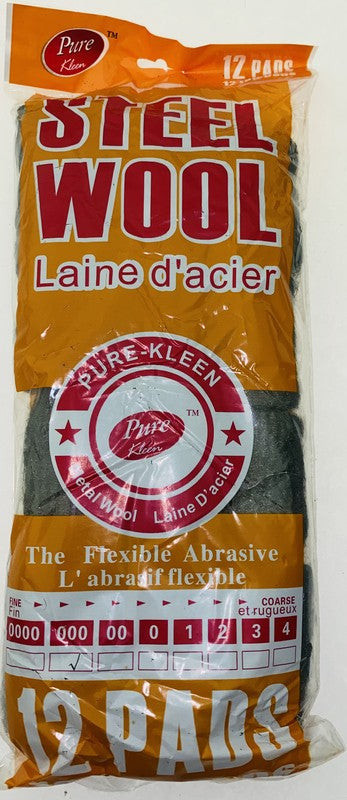 Pure
Kleen
TM
12 PADS
STEEL
WOOL
Laine d'acier
PURE-KLEEN
Pure
Kleen
TM
Metal Wool Laine D'acier
The Flexible Abrasive
L'abrasif flexible
FINE COARSE
Fin et rugueux
0000 000 00 0 1 2 3 4
✓
12 PADS